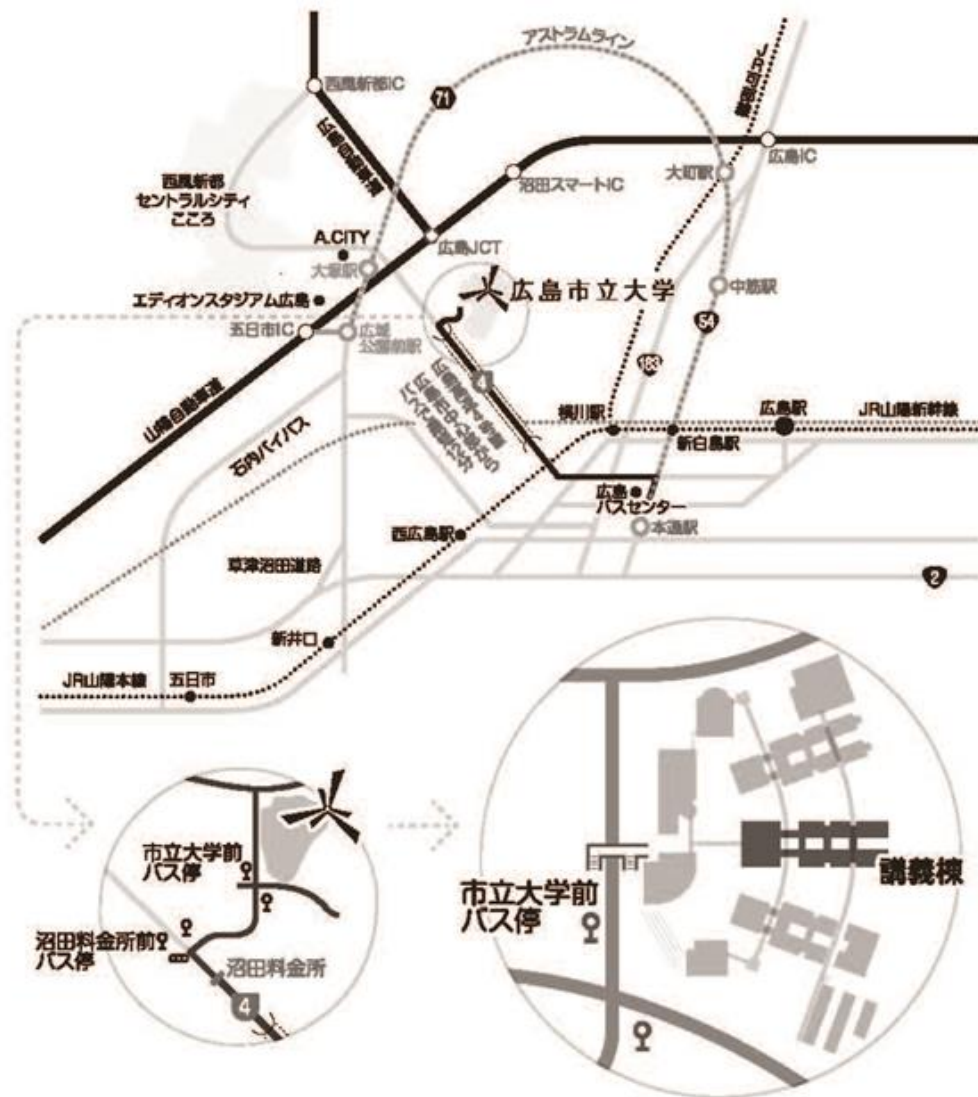 アストラムライン
西風新都IC
71
JR可部線
広島IC
大町駅
沼田スマートIC
西風新都
セントラルシティ
こころ
A.CITY
広島JCT
大塚駅
広島市立大学
中筋駅
エディオンスタジアム広島
五日市IC
広域
公園前駅
54
183
4
山陽自動車道
石内バイパス
横川駅
広島駅
JR山陽新幹線
新白島駅
広島
バスセンター
本通駅
西広島駅
草津沼田道路
2
新井口
JR山陽本線
五日市
市立大学前
バス停
沼田料金所前
バス停
沼田料金所
4
市立大学前
バス停
講義棟